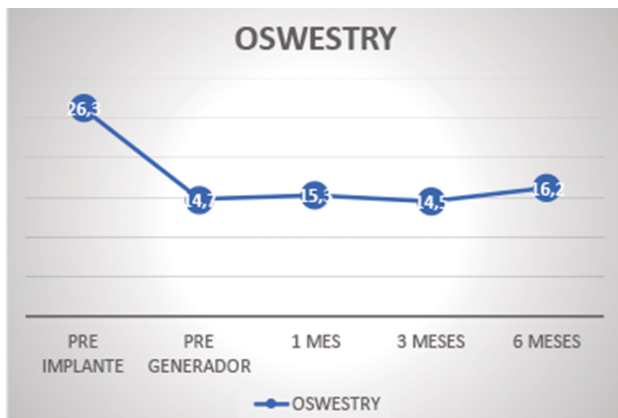 OSWESTRY
26,3
14,7
15,3
14,5
16,2
PRE IMPLANTE
PRE GENERADOR
1 MES
3 MESES
6 MESES
OSWESTRY